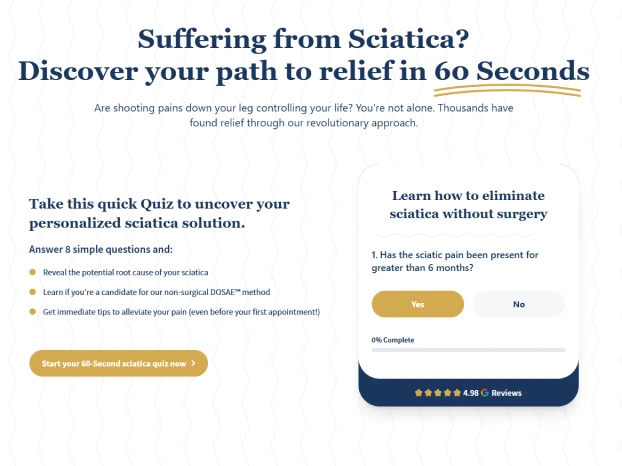 Suffering from Sciatica?
Discover your path to relief in 60 Seconds
Are shooting pains down your leg controlling your life? You're not alone. Thousands have
found relief through our revolutionary approach.
Take this quick Quiz to uncover your
personalized sciatica solution.
Answer 8 simple questions and:
Reveal the potential root cause of your sciatica
Learn if you're a candidate for our non-surgical DOSAE™ method
Get immediate tips to alleviate your pain (even before your first appointment!)
Start your 60-Second sciatica quiz now
Learn how to eliminate
sciatica without surgery
1. Has the sciatic pain been present for
greater than 6 months?
Yes
No
0% Complete
4.98 G Reviews